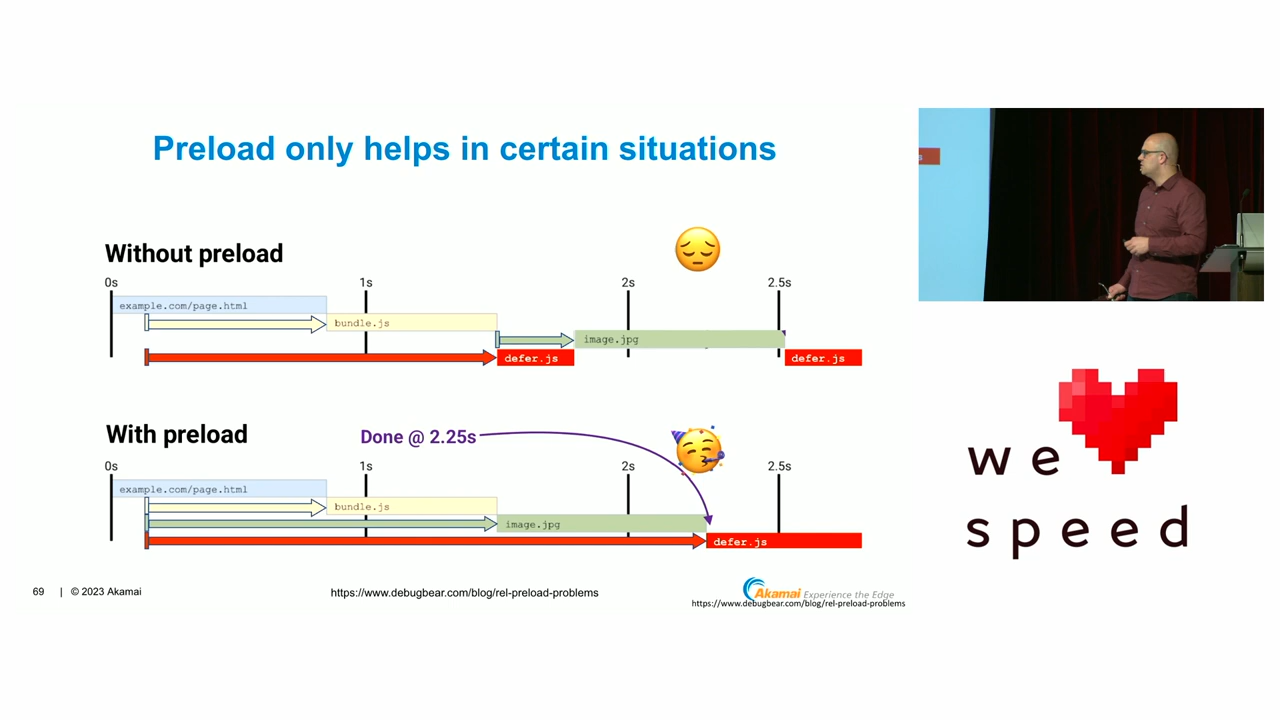 Preload only helps in certain situations
Without preload
0s 1s 2s 2.5s
example.com/page.html
bundle.js
image.jpg
defer.js defer.js
With preload
Done @ 2.25s
0s 1s 2s 2.5s
example.com/page.html
bundle.js
image.jpg
defer.js
69 | © 2023 Akamai
https://www.debugbear.com/blog/rel-preload-problems
Akamai Experience the Edge
https://www.debugbear.com/blog/rel-preload-problems
we
speed